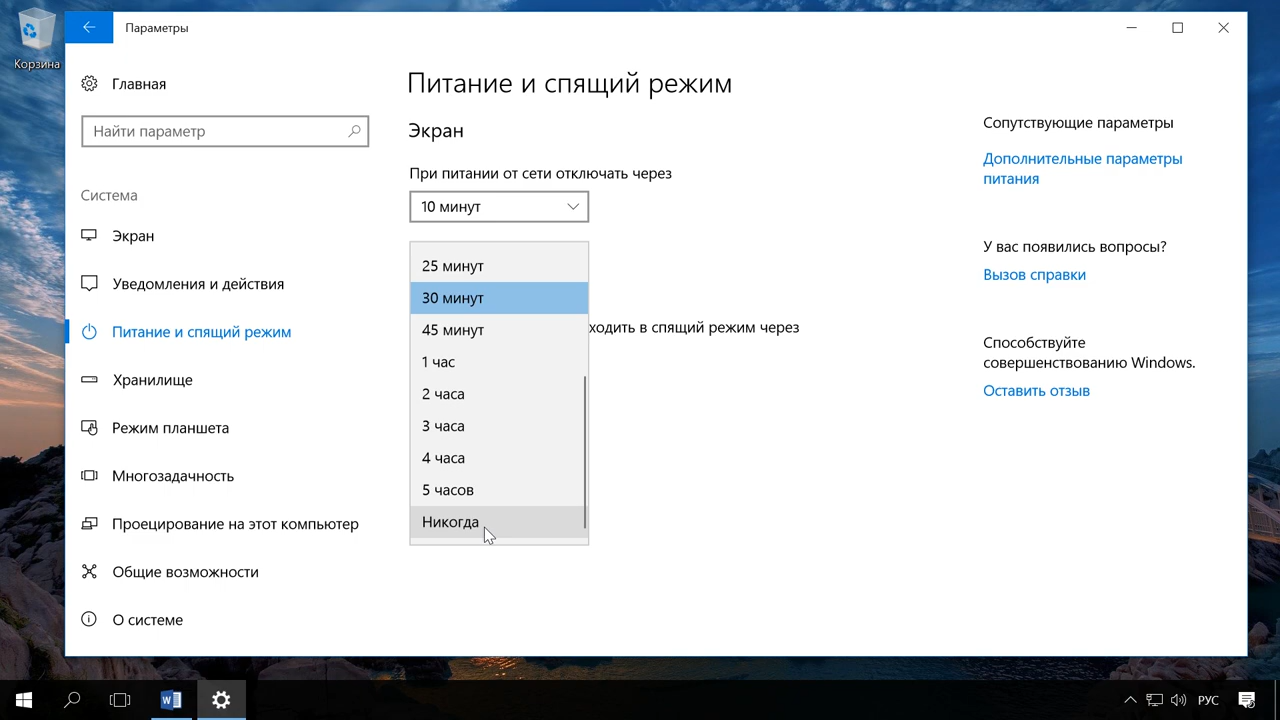 Корзина
Параметры
Главная
Найти параметр
Система
Экран
Уведомления и действия
Питание и спящий режим
Хранилище
Режим планшета
Многозадачность
Проецирование на этот компьютер
Общие возможности
О системе
Питание и спящий режим
Экран
При питании от сети отключать через
10 минут
25 минут
30 минут
45 минут
1 час
2 часа
3 часа
4 часа
5 часов
Никогда
ходить в спящий режим через
Сопутствующие параметры
Дополнительные параметры
питания
У вас появились вопросы?
Вызов справки
Способствуйте
совершенствованию Windows.
Оставить отзыв
РУС